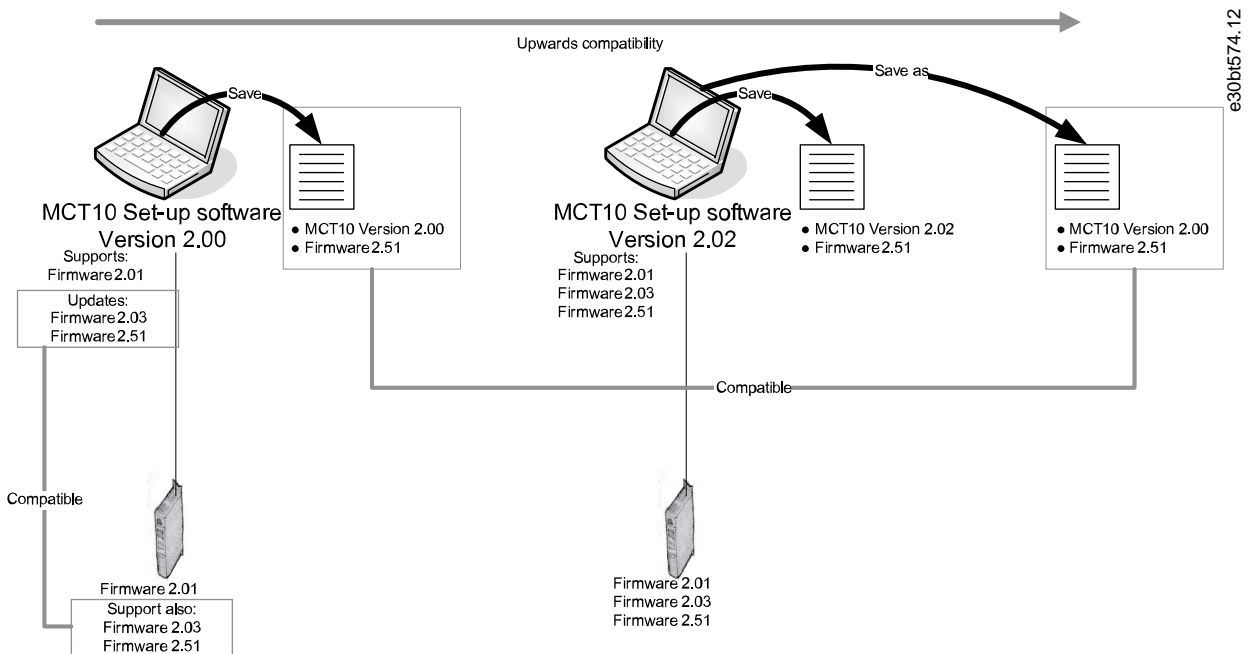 e30bt574.12
Upwards compatibility
Save
Save
Save as
MCT10 Set-up software
Version 2.00
Supports:
Firmware 2.01
Updates:
Firmware 2.03
Firmware 2.51
• MCT10 Version 2.00
• Firmware 2.51
MCT10 Set-up software
Version 2.02
Supports:
Firmware 2.01
Firmware 2.03
Firmware 2.51
• MCT10 Version 2.02
• Firmware 2.51
• MCT10 Version 2.00
• Firmware 2.51
Compatible
Compatible
Firmware 2.01
Support also:
Firmware 2.03
Firmware 2.51
Firmware 2.01
Firmware 2.03
Firmware 2.51